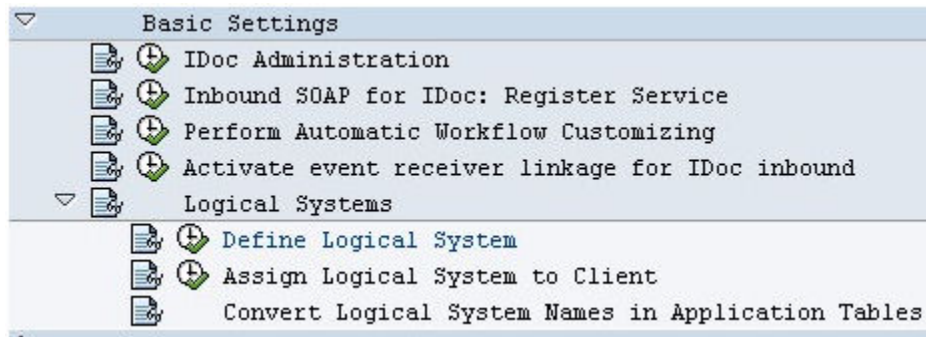 Basic Settings
IDoc Administration
Inbound SOAP for IDoc: Register Service
Perform Automatic Workflow Customizing
Activate event receiver linkage for IDoc inbound
Logical Systems
Define Logical System
Assign Logical System to Client
Convert Logical System Names in Application Tables